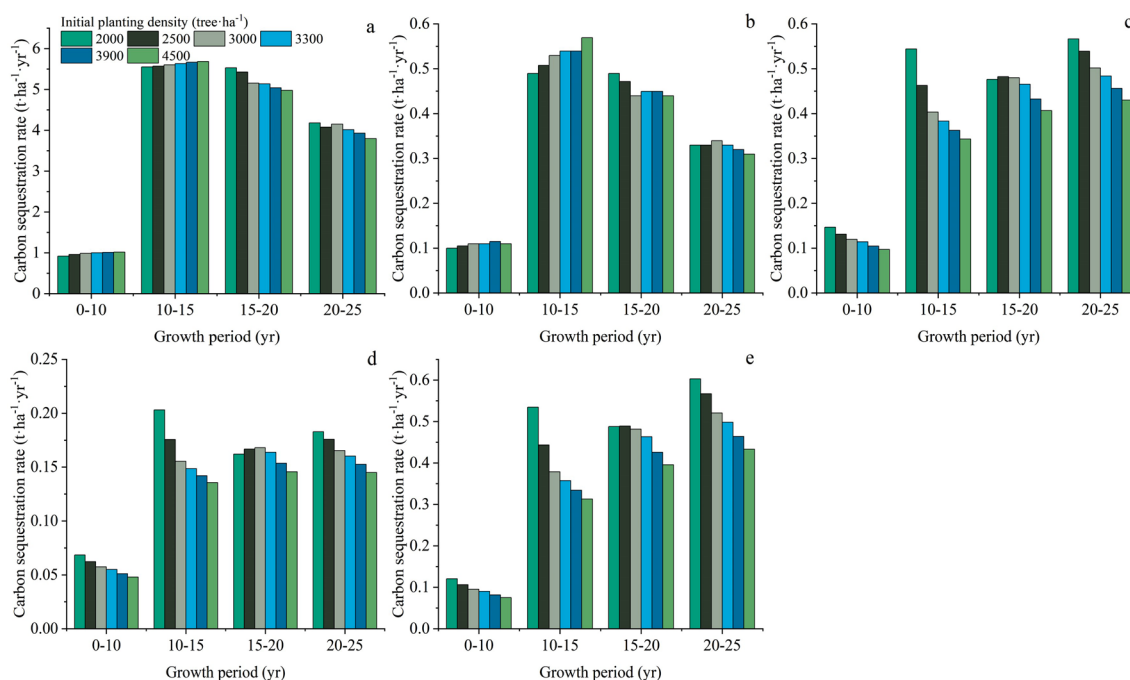 Initial planting density (tree·ha⁻¹)
2000 2500 3000 3300
3900 4500
a
Carbon sequestration rate (t·ha⁻¹·yr⁻¹)
6
5
4
3
2
1
0
0-10 10-15 15-20 20-25
Growth period (yr)
b
Carbon sequestration rate (t·ha⁻¹·yr⁻¹)
0.6
0.5
0.4
0.3
0.2
0.1
0.0
0-10 10-15 15-20 20-25
Growth period (yr)
c
Carbon sequestration rate (t·ha⁻¹·yr⁻¹)
0.6
0.5
0.4
0.3
0.2
0.1
0.0
0-10 10-15 15-20 20-25
Growth period (yr)
d
Carbon sequestration rate (t·ha⁻¹·yr⁻¹)
0.25
0.20
0.15
0.10
0.05
0.00
0-10 10-15 15-20 20-25
Growth period (yr)
e
Carbon sequestration rate (t·ha⁻¹·yr⁻¹)
0.6
0.5
0.4
0.3
0.2
0.1
0.0
0-10 10-15 15-20 20-25
Growth period (yr)